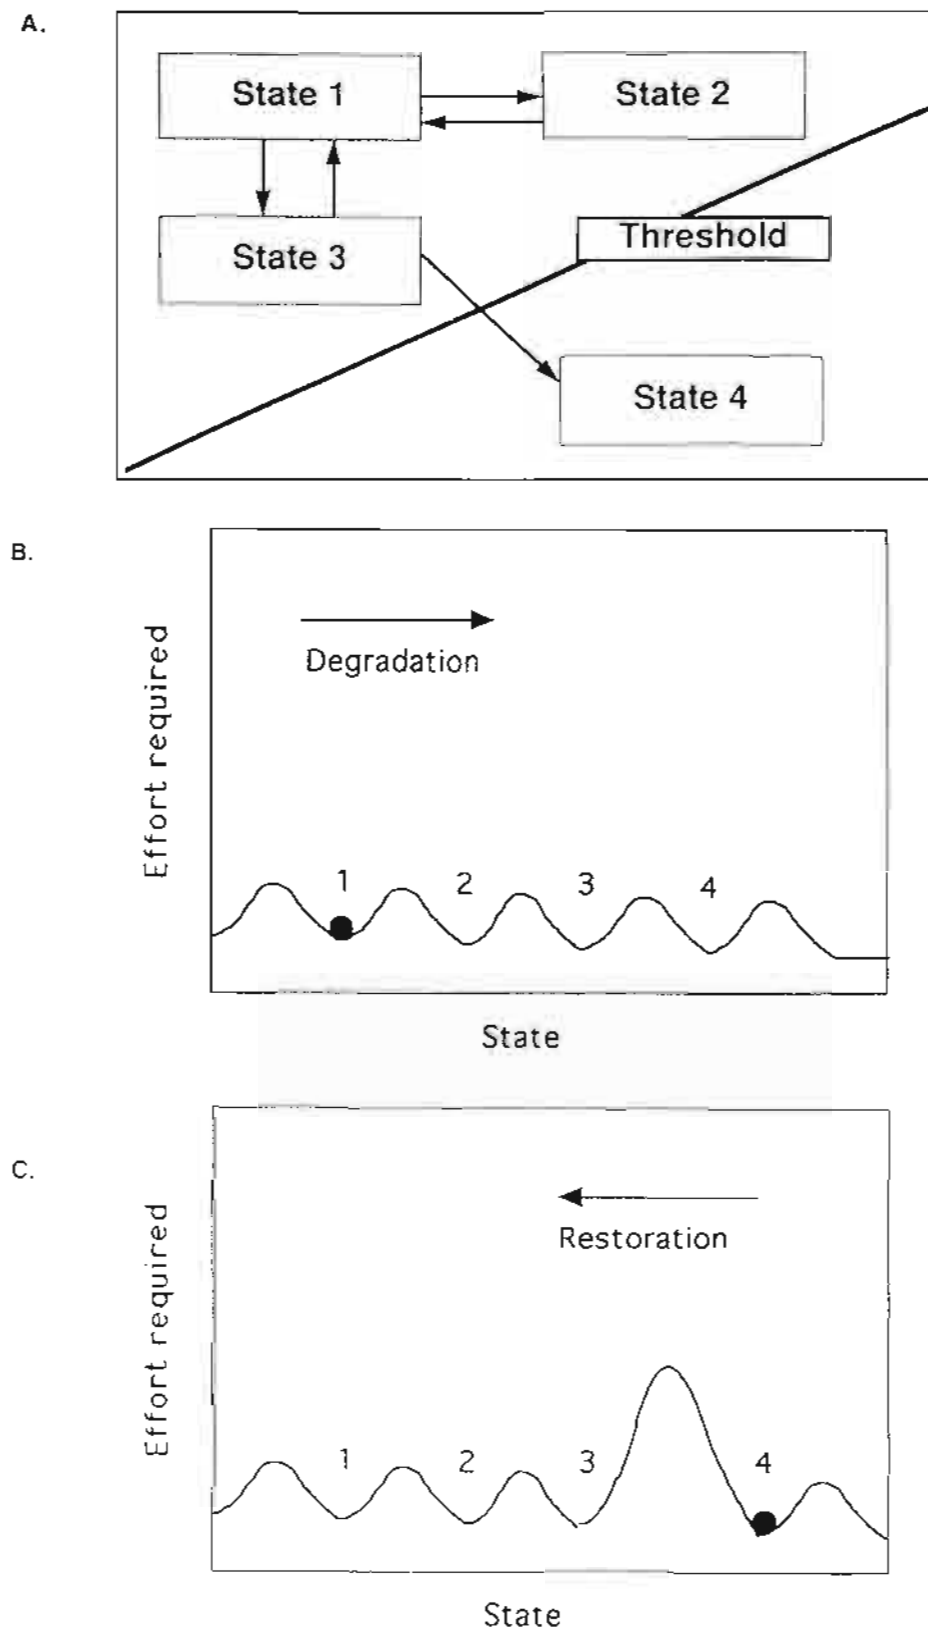 A.
State 1
State 2
State 3
Threshold
State 4
B.
Degradation
Effort required
1 2 3 4
State
C.
Restoration
Effort required
1 2 3 4
State